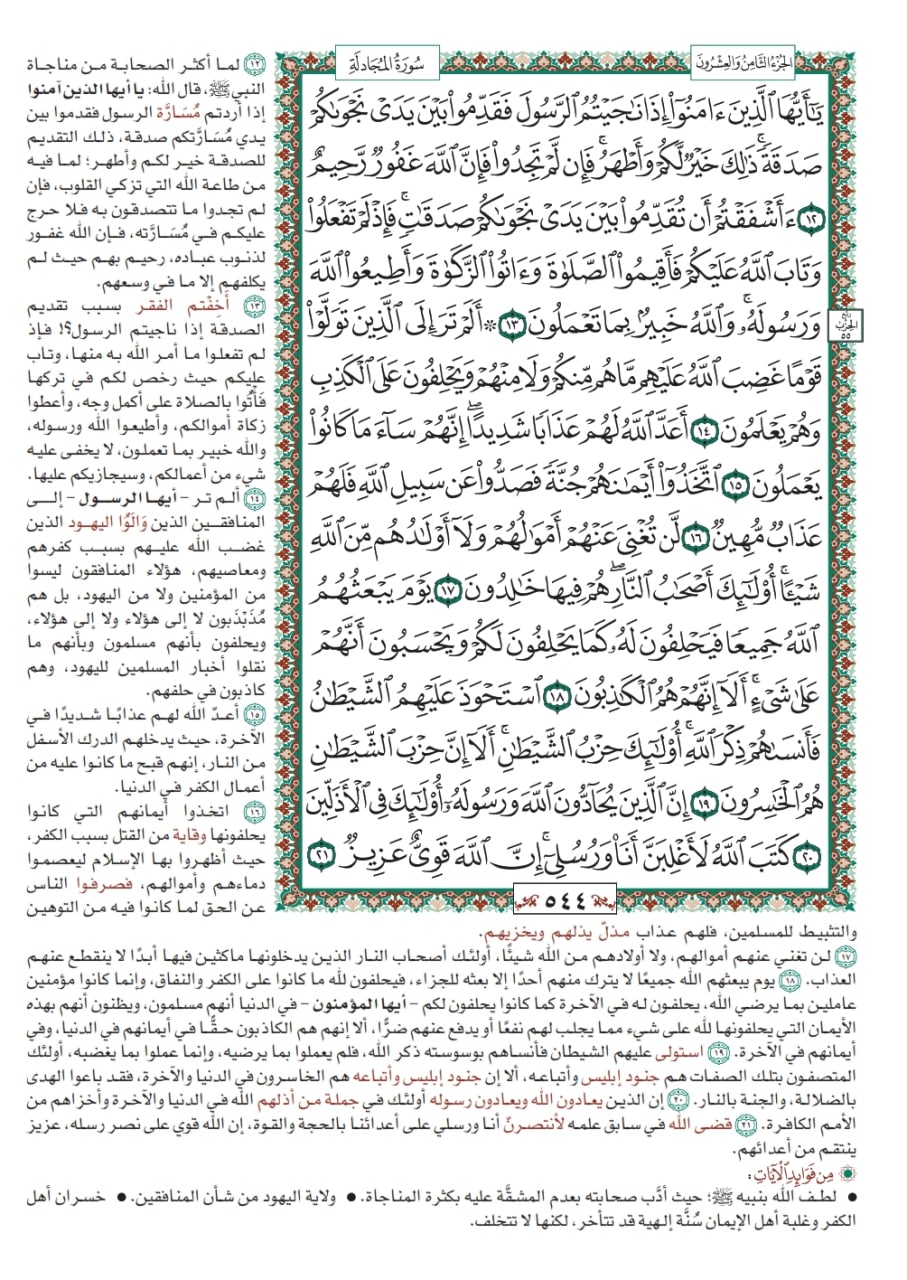 الجزء الثامن والعشرون
سورة المجادلة
يَٰٓأَيُّهَا ٱلَّذِينَ ءَامَنُوٓاْ إِذَا نَٰجَيۡتُمُ ٱلرَّسُولَ فَقَدِّمُواْ بَيۡنَ يَدَيۡ نَجۡوَىٰكُمۡ
صَدَقَةٗۚ ذَٰلِكَ خَيۡرٞ لَّكُمۡ وَأَطۡهَرُۚ فَإِن لَّمۡ تَجِدُواْ فَإِنَّ ٱللَّهَ غَفُورٞ رَّحِيمٌ
١٢ ءَأَشۡفَقۡتُمۡ أَن تُقَدِّمُواْ بَيۡنَ يَدَيۡ نَجۡوَىٰكُمۡ صَدَقَٰتٖۚ فَإِذۡ لَمۡ تَفۡعَلُواْ
وَتَابَ ٱللَّهُ عَلَيۡكُمۡ فَأَقِيمُواْ ٱلصَّلَوٰةَ وَءَاتُواْ ٱلزَّكَوٰةَ وَأَطِيعُواْ ٱللَّهَ
وَرَسُولَهُۥۚ وَٱللَّهُ خَبِيرُۢ بِمَا تَعۡمَلُونَ ١٣ ۞ أَلَمۡ تَرَ إِلَى ٱلَّذِينَ تَوَلَّوۡاْ
قَوۡمًا غَضِبَ ٱللَّهُ عَلَيۡهِم مَّا هُم مِّنكُمۡ وَلَا مِنۡهُمۡ وَيَحۡلِفُونَ عَلَى ٱلۡكَذِبِ
وَهُمۡ يَعۡلَمُونَ ١٤ أَعَدَّ ٱللَّهُ لَهُمۡ عَذَابٗا شَدِيدًاۖ إِنَّهُمۡ سَآءَ مَا كَانُواْ
يَعۡمَلُونَ ١٥ ٱتَّخَذُوٓاْ أَيۡمَٰنَهُمۡ جُنَّةٗ فَصَدُّواْ عَن سَبِيلِ ٱللَّهِ فَلَهُمۡ
عَذَابٞ مُّهِينٞ ١٦ لَّن تُغۡنِيَ عَنۡهُمۡ أَمۡوَٰلُهُمۡ وَلَآ أَوۡلَٰدُهُم مِّنَ ٱللَّهِ
شَيۡـًٔاۚ أُوْلَٰٓئِكَ أَصۡحَٰبُ ٱلنَّارِۖ هُمۡ فِيهَا خَٰلِدُونَ ١٧ يَوۡمَ يَبۡعَثُهُمُ
ٱللَّهُ جَمِيعٗا فَيَحۡلِفُونَ لَهُۥ كَمَا يَحۡلِفُونَ لَكُمۡ وَيَحۡسَبُونَ أَنَّهُمۡ
عَلَىٰ شَيۡءٍۚ أَلَآ إِنَّهُمۡ هُمُ ٱلۡكَٰذِبُونَ ١٨ ٱسۡتَحۡوَذَ عَلَيۡهِمُ ٱلشَّيۡطَٰنُ
فَأَنسَىٰهُمۡ ذِكۡرَ ٱللَّهِۚ أُوْلَٰٓئِكَ حِزۡبُ ٱلشَّيۡطَٰنِۚ أَلَآ إِنَّ حِزۡبَ ٱلشَّيۡطَٰنِ
هُمُ ٱلۡخَٰسِرُونَ ١٩ إِنَّ ٱلَّذِينَ يُحَآدُّونَ ٱللَّهَ وَرَسُولَهُۥٓ أُوْلَٰٓئِكَ فِي ٱلۡأَذَلِّينَ
٢٠ كَتَبَ ٱللَّهُ لَأَغۡلِبَنَّ أَنَا۠ وَرُسُلِيٓۚ إِنَّ ٱللَّهَ قَوِيٌّ عَزِيزٞ ٢١
ربع
الحزب
٥٥
٥٤٤
١٢ لما أكثر الصحابة من مناجاة
النبي ﷺ، قال الله: يا أيها الذين آمنوا
إذا أردتم مُسَارَّة الرسول فقدموا بين
يدي مُسَارَّتكم صدقة، ذلك التقديم
للصدقة خير لكم وأطهر؛ لما فيه
من طاعة الله التي تزكي القلوب، فإن
لم تجدوا ما تتصدقون به فلا حرج
عليكم في مُسَارَّته، فإن الله غفور
لذنوب عباده، رحيم بهم حيث لم
يكلفهم إلا ما في وسعهم.
١٣ أَخِفْتم الفقر بسبب تقديم
الصدقة إذا ناجيتم الرسول؟! فإذ
لم تفعلوا ما أمر الله به منها، وتاب
عليكم حيث رخص لكم في تركها
فَأْتُوا بالصلاة على أكمل وجه، وأعطوا
زكاة أموالكم، وأطيعوا الله ورسوله،
والله خبير بما تعملون، لا يخفى عليه
شيء من أعمالكم، وسيجازيكم عليها.
١٤ ألم تر - أيها الرسول - إلى
المنافقين الذين وَالَوُا اليهود الذين
غضب الله عليهم بسبب كفرهم
ومعاصيهم، هؤلاء المنافقون ليسوا
من المؤمنين ولا من اليهود، بل هم
مُذَبْذَبون لا إلى هؤلاء ولا إلى هؤلاء،
ويحلفون بأنهم مسلمون وبأنهم ما
نقلوا أخبار المسلمين لليهود، وهم
كاذبون في حلفهم.
١٥ أعدّ الله لهم عذابًا شديدًا في
الآخرة، حيث يدخلهم الدرك الأسفل
من النار، إنهم قبح ما كانوا عليه من
أعمال الكفر في الدنيا.
١٦ اتخذوا أيمانهم التي كانوا
يحلفونها وقاية من القتل بسبب الكفر،
حيث أظهروا بها الإسلام ليعصموا
دماءهم وأموالهم، فصرفوا الناس
عن الحق لما كانوا فيه من التوهين
والتثبيط للمسلمين، فلهم عذاب مذلّ يذلهم ويخزيهم.
١٧ لن تغني عنهم أموالهم، ولا أولادهم من الله شيئًا، أولئك أصحاب النار الذين يدخلونها ماكثين فيها أبدًا لا ينقطع عنهم
العذاب. ١٨ يوم يبعثهم الله جميعًا لا يترك منهم أحدًا إلا بعثه للجزاء، فيحلفون لله ما كانوا على الكفر والنفاق، وإنما كانوا مؤمنين
عاملين بما يرضي الله، يحلفون له في الآخرة كما كانوا يحلفون لكم - أيها المؤمنون - في الدنيا أنهم مسلمون، ويظنون أنهم بهذه
الأيمان التي يحلفونها لله على شيء مما يجلب لهم نفعًا أو يدفع عنهم ضرًّا، ألا إنهم هم الكاذبون حقًّا في أيمانهم في الدنيا، وفي
أيمانهم في الآخرة. ١٩ استولى عليهم الشيطان فأنساهم بوسوسته ذكر الله، فلم يعملوا بما يرضيه، وإنما عملوا بما يغضبه، أولئك
المتصفون بتلك الصفات هم جنود إبليس وأتباعه، ألا إن جنود إبليس وأتباعه هم الخاسرون في الدنيا والآخرة، فقد باعوا الهدى
بالضلالة، والجنة بالنار. ٢٠ إن الذين يعادون الله ويعادون رسوله أولئك في جملة من أذلهم الله في الدنيا والآخرة وأخزاهم من
الأمم الكافرة. ٢١ قضى الله في سابق علمه لأنتصرنّ أنا ورسلي على أعدائنا بالحجة والقوة، إن الله قوي على نصر رسله، عزيز
ينتقم من أعدائهم.
من فوائد الآيات:
● لطف الله بنبيه ﷺ؛ حيث أدَّب صحابته بعدم المشقَّة عليه بكثرة المناجاة. ● ولاية اليهود من شأن المنافقين. ● خسران أهل
الكفر وغلبة أهل الإيمان سُنَّة إلهية قد تتأخر، لكنها لا تتخلف.